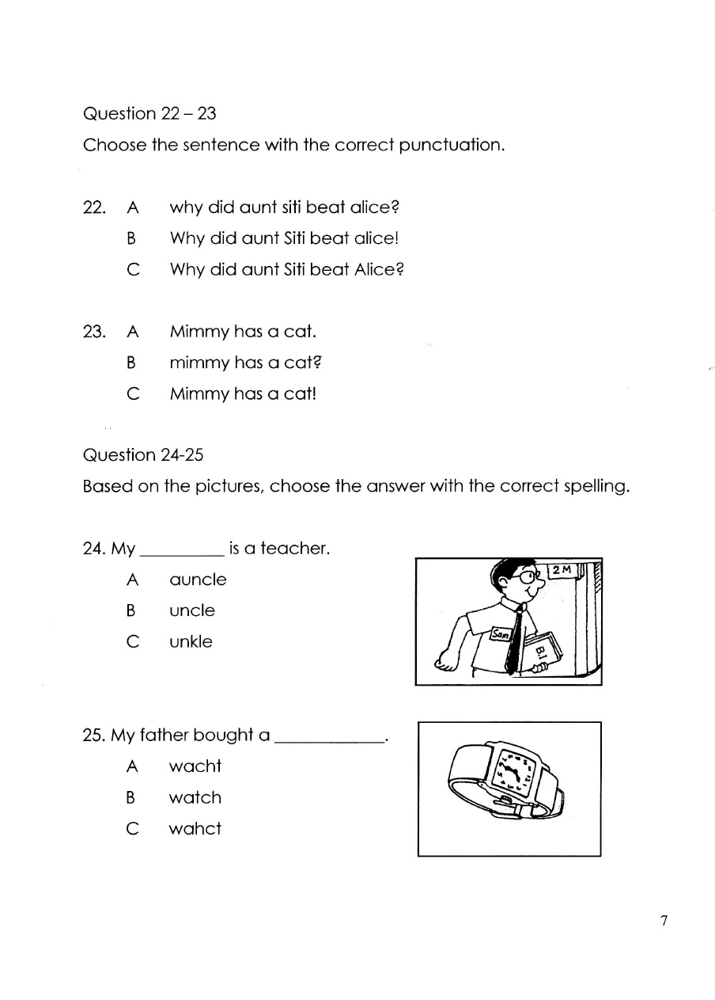 Question 22 – 23
Choose the sentence with the correct punctuation.
22. A why did aunt siti beat alice?
B Why did aunt Siti beat alice!
C Why did aunt Siti beat Alice?
23. A Mimmy has a cat.
B mimmy has a cat?
C Mimmy has a cat!
Question 24-25
Based on the pictures, choose the answer with the correct spelling.
24. My __________ is a teacher.
2 M
A auncle
B uncle
C unkle
Sam
B.I
25. My father bought a _____________.
A wacht
B watch
C wahct
7